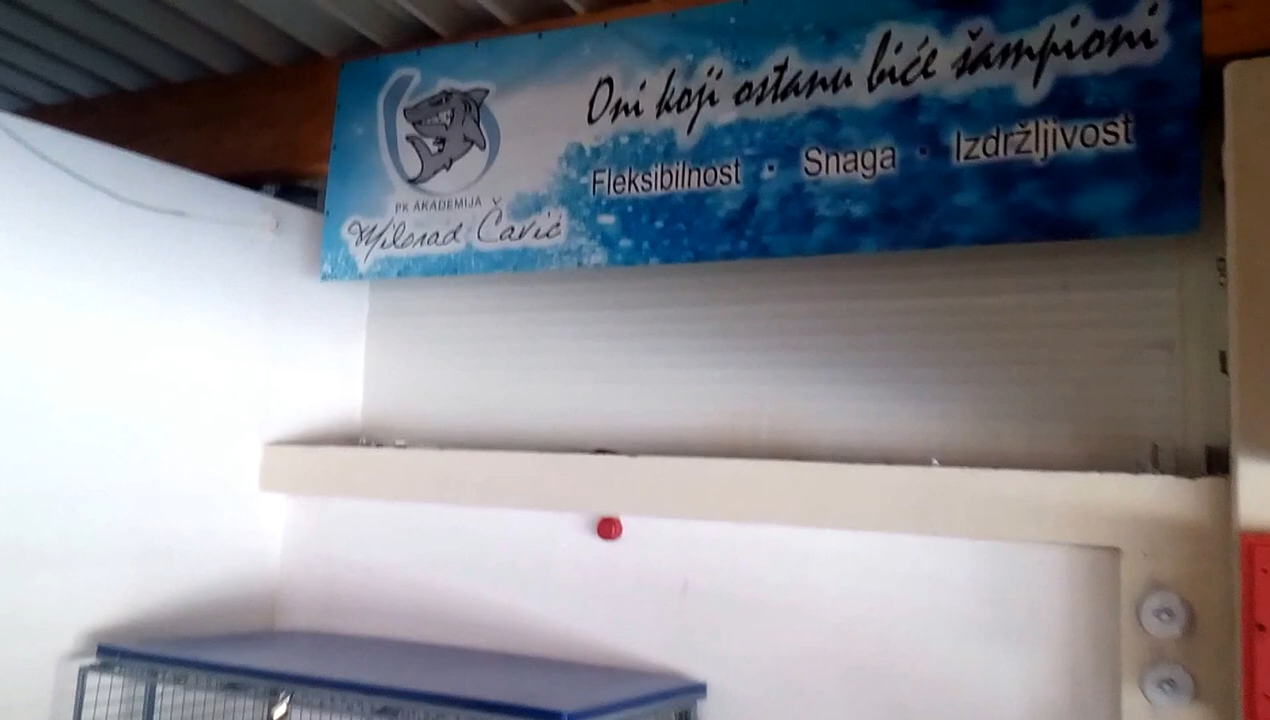 Oni koji ostanu biće šampioni
Fleksibilnost · Snaga · Izdržljivost
PK AKADEMIJA
Milorad Čavić